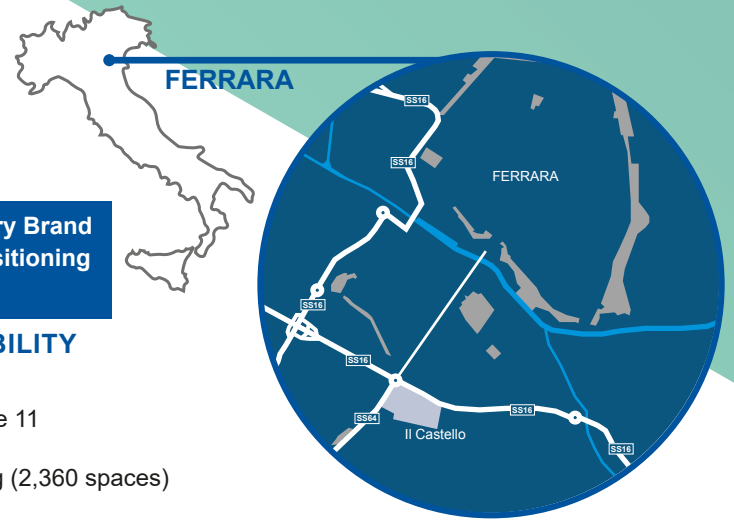 FERRARA
SS16
SS16
FERRARA
ry Brand
sitioning
SS16
BILITY
SS16
e 11
SS16
SS64
Il Castello
SS16
g (2,360 spaces)